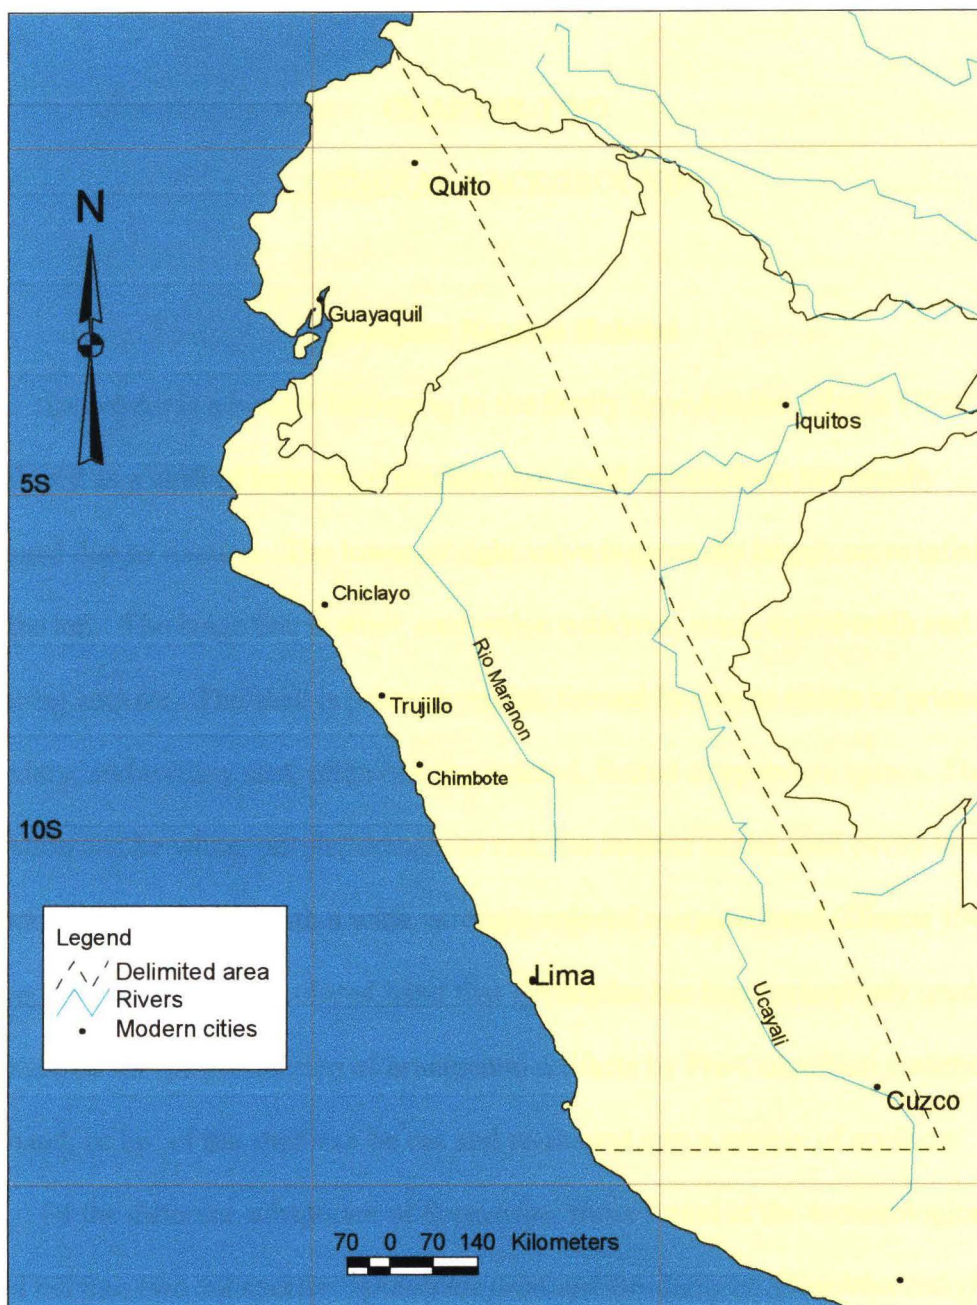 Quito
N
Guayaquil
Iquitos
5S
Chiclayo
Rio Maranon
Trujillo
Chimbote
10S
Legend
Delimited area
Rivers
Modern cities
Lima
Ucayali
Cuzco
70 0 70 140 Kilometers